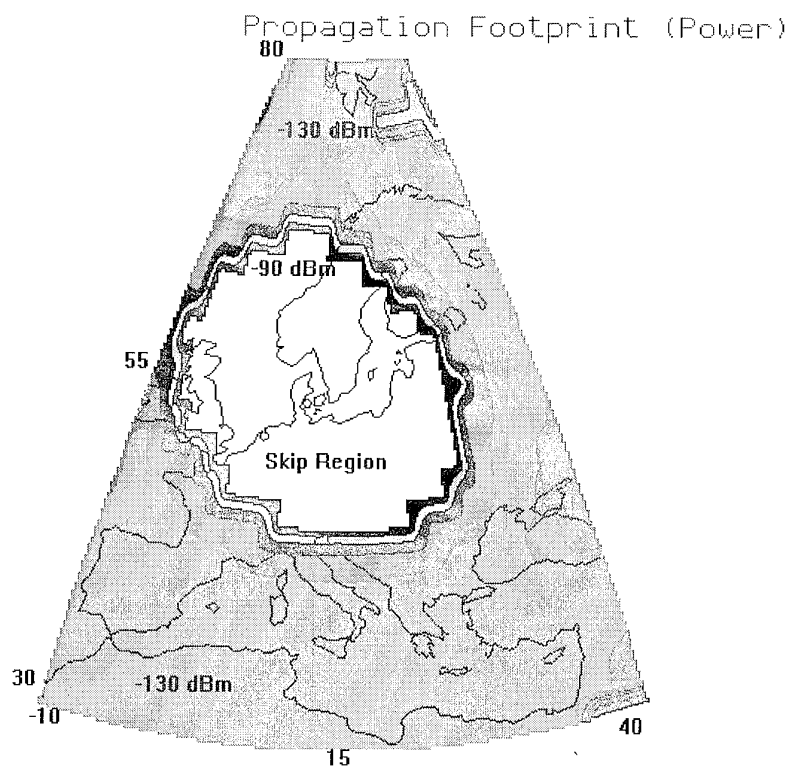 Propagation Footprint (Power)
80
-130 dBm
-90 dBm
55
Skip Region
30
-130 dBm
-10
40
15